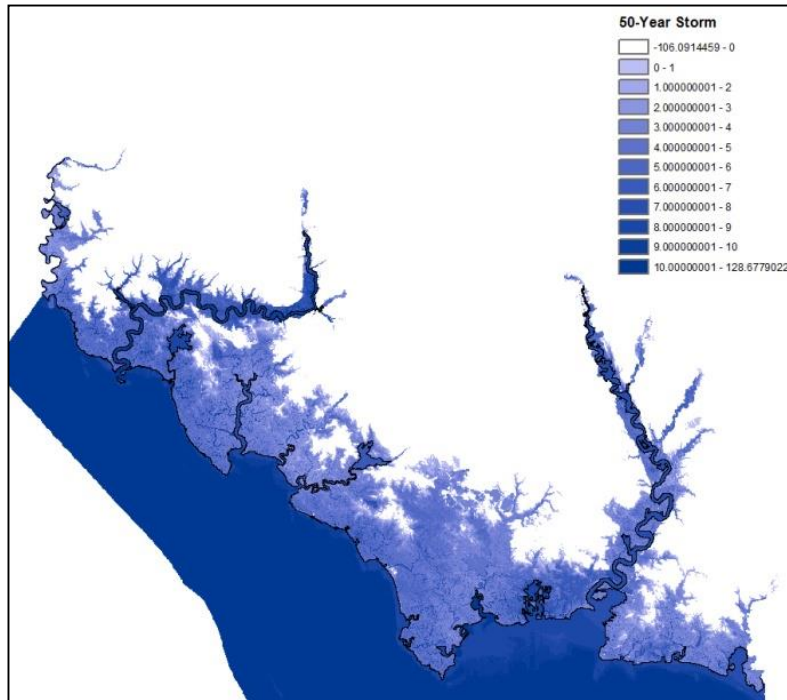 50-Year Storm
-106.0914459 - 0
0 - 1
1.000000001 - 2
2.000000001 - 3
3.000000001 - 4
4.000000001 - 5
5.000000001 - 6
6.000000001 - 7
7.000000001 - 8
8.000000001 - 9
9.000000001 - 10
10.00000001 - 128.6779022